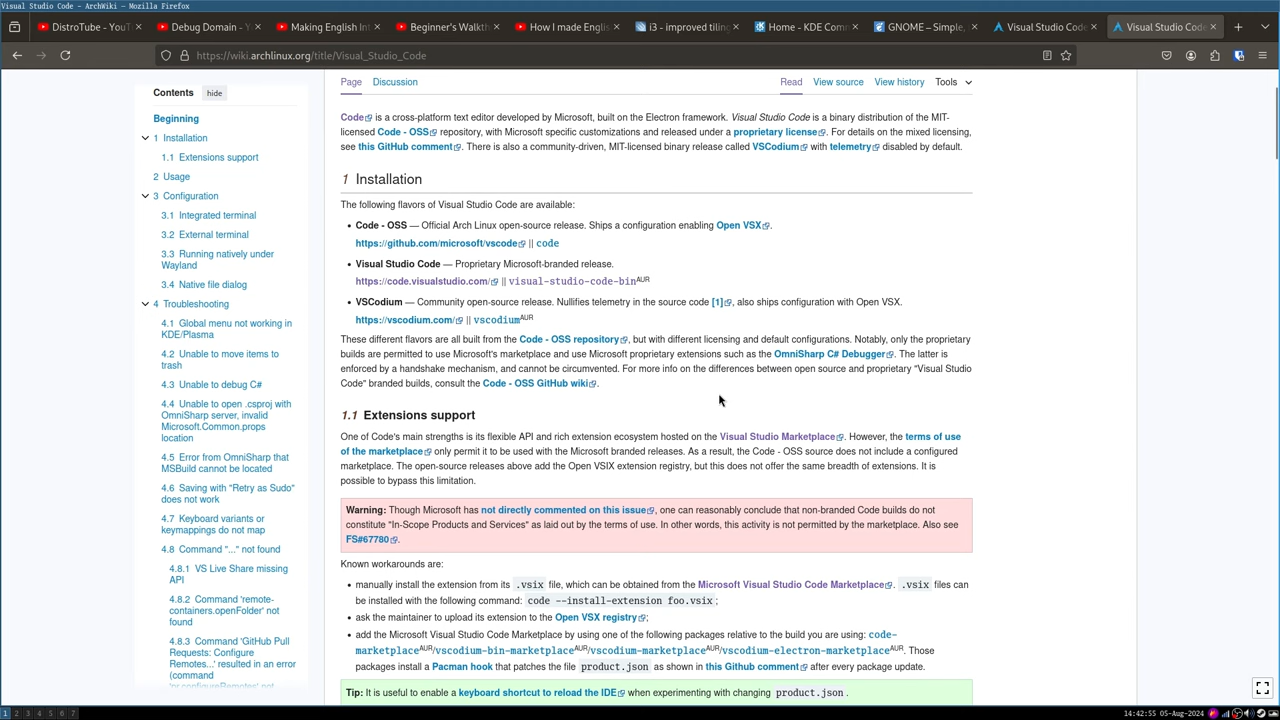 Visual Studio Code - ArchWiki — Mozilla Firefox
DistroTube - YouT
Debug Domain - Y
Making English Int
Beginner's Walkth
How I made Englis
i3 - improved tiling
Home - KDE Comm
GNOME – Simple,
Visual Studio Code
Visual Studio Code
https://wiki.archlinux.org/title/Visual_Studio_Code
Contents hide
Beginning
1 Installation
1.1 Extensions support
2 Usage
3 Configuration
3.1 Integrated terminal
3.2 External terminal
3.3 Running natively under
Wayland
3.4 Native file dialog
4 Troubleshooting
4.1 Global menu not working in
KDE/Plasma
4.2 Unable to move items to
trash
4.3 Unable to debug C#
4.4 Unable to open .csproj with
OmniSharp server, invalid
Microsoft.Common.props
location
4.5 Error from OmniSharp that
MSBuild cannot be located
4.6 Saving with "Retry as Sudo"
does not work
4.7 Keyboard variants or
keymappings do not map
4.8 Command "..." not found
4.8.1 VS Live Share missing
API
4.8.2 Command 'remote-
containers.openFolder' not
found
4.8.3 Command 'GitHub Pull
Requests: Configure
Remotes...' resulted in an error
(command
'pr.configureRemotes' not
Page Discussion Read View source View history Tools
Code is a cross-platform text editor developed by Microsoft, built on the Electron framework. Visual Studio Code is a binary distribution of the MIT-
licensed Code - OSS repository, with Microsoft specific customizations and released under a proprietary license. For details on the mixed licensing,
see this GitHub comment. There is also a community-driven, MIT-licensed binary release called VSCodium with telemetry disabled by default.
1 Installation
The following flavors of Visual Studio Code are available:
• Code - OSS — Official Arch Linux open-source release. Ships a configuration enabling Open VSX.
https://github.com/microsoft/vscode || code
• Visual Studio Code — Proprietary Microsoft-branded release.
https://code.visualstudio.com/ || visual-studio-code-binAUR
• VSCodium — Community open-source release. Nullifies telemetry in the source code [1], also ships configuration with Open VSX.
https://vscodium.com/ || vscodiumAUR
These different flavors are all built from the Code - OSS repository, but with different licensing and default configurations. Notably, only the proprietary
builds are permitted to use Microsoft's marketplace and use Microsoft proprietary extensions such as the OmniSharp C# Debugger. The latter is
enforced by a handshake mechanism, and cannot be circumvented. For more info on the differences between open source and proprietary "Visual Studio
Code" branded builds, consult the Code - OSS GitHub wiki.
1.1 Extensions support
One of Code's main strengths is its flexible API and rich extension ecosystem hosted on the Visual Studio Marketplace. However, the terms of use
of the marketplace only permit it to be used with the Microsoft branded releases. As a result, the Code - OSS source does not include a configured
marketplace. The open-source releases above add the Open VSIX extension registry, but this does not offer the same breadth of extensions. It is
possible to bypass this limitation.
Warning: Though Microsoft has not directly commented on this issue, one can reasonably conclude that non-branded Code builds do not
constitute "In-Scope Products and Services" as laid out by the terms of use. In other words, this activity is not permitted by the marketplace. Also see
FS#67780.
Known workarounds are:
• manually install the extension from its .vsix file, which can be obtained from the Microsoft Visual Studio Code Marketplace. .vsix files can
be installed with the following command: code --install-extension foo.vsix;
• ask the maintainer to upload its extension to the Open VSX registry;
• add the Microsoft Visual Studio Code Marketplace by using one of the following packages relative to the build you are using: code-
marketplaceAUR/vscodium-bin-marketplaceAUR/vscodium-marketplaceAUR/vscodium-electron-marketplaceAUR. Those
packages install a Pacman hook that patches the file product.json as shown in this Github comment after every package update.
Tip: It is useful to enable a keyboard shortcut to reload the IDE when experimenting with changing product.json.
1 2 3 4 5 6 7
14:42:55 05-Aug-2024